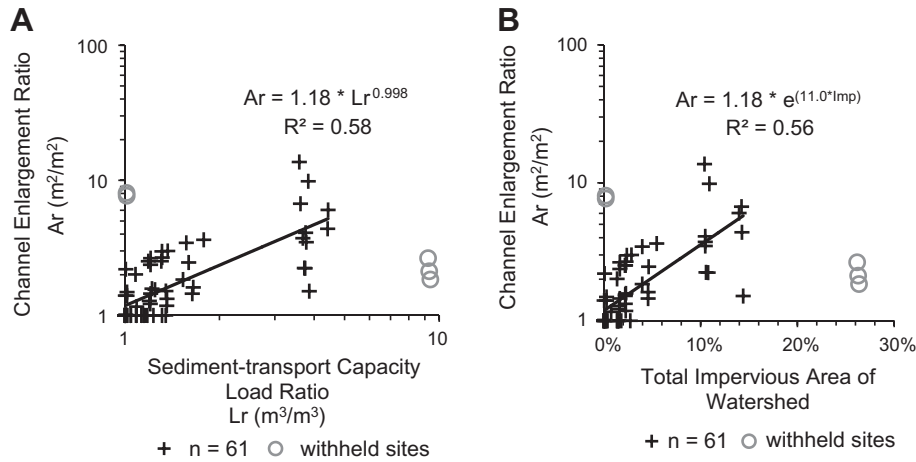 A
Channel Enlargement Ratio
Ar (m²/m²)
100
10
1
Ar = 1.18 * Lr^0.998
R² = 0.58
1
10
Sediment-transport Capacity
Load Ratio
Lr (m³/m³)
+ n = 61 ○ withheld sites
B
Channel Enlargement Ratio
Ar (m²/m²)
100
10
1
Ar = 1.18 * e^(11.0*Imp)
R² = 0.56
0%
10%
20%
30%
Total Impervious Area of
Watershed
+ n = 61 ○ withheld sites